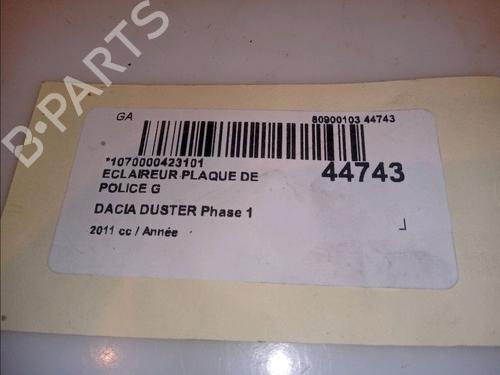 B-PARTS
GA
80900103 44743
*1070000423101
ECLAIREUR PLAQUE DE
POLICE G
44743
DACIA DUSTER Phase 1
2011 cc / Année